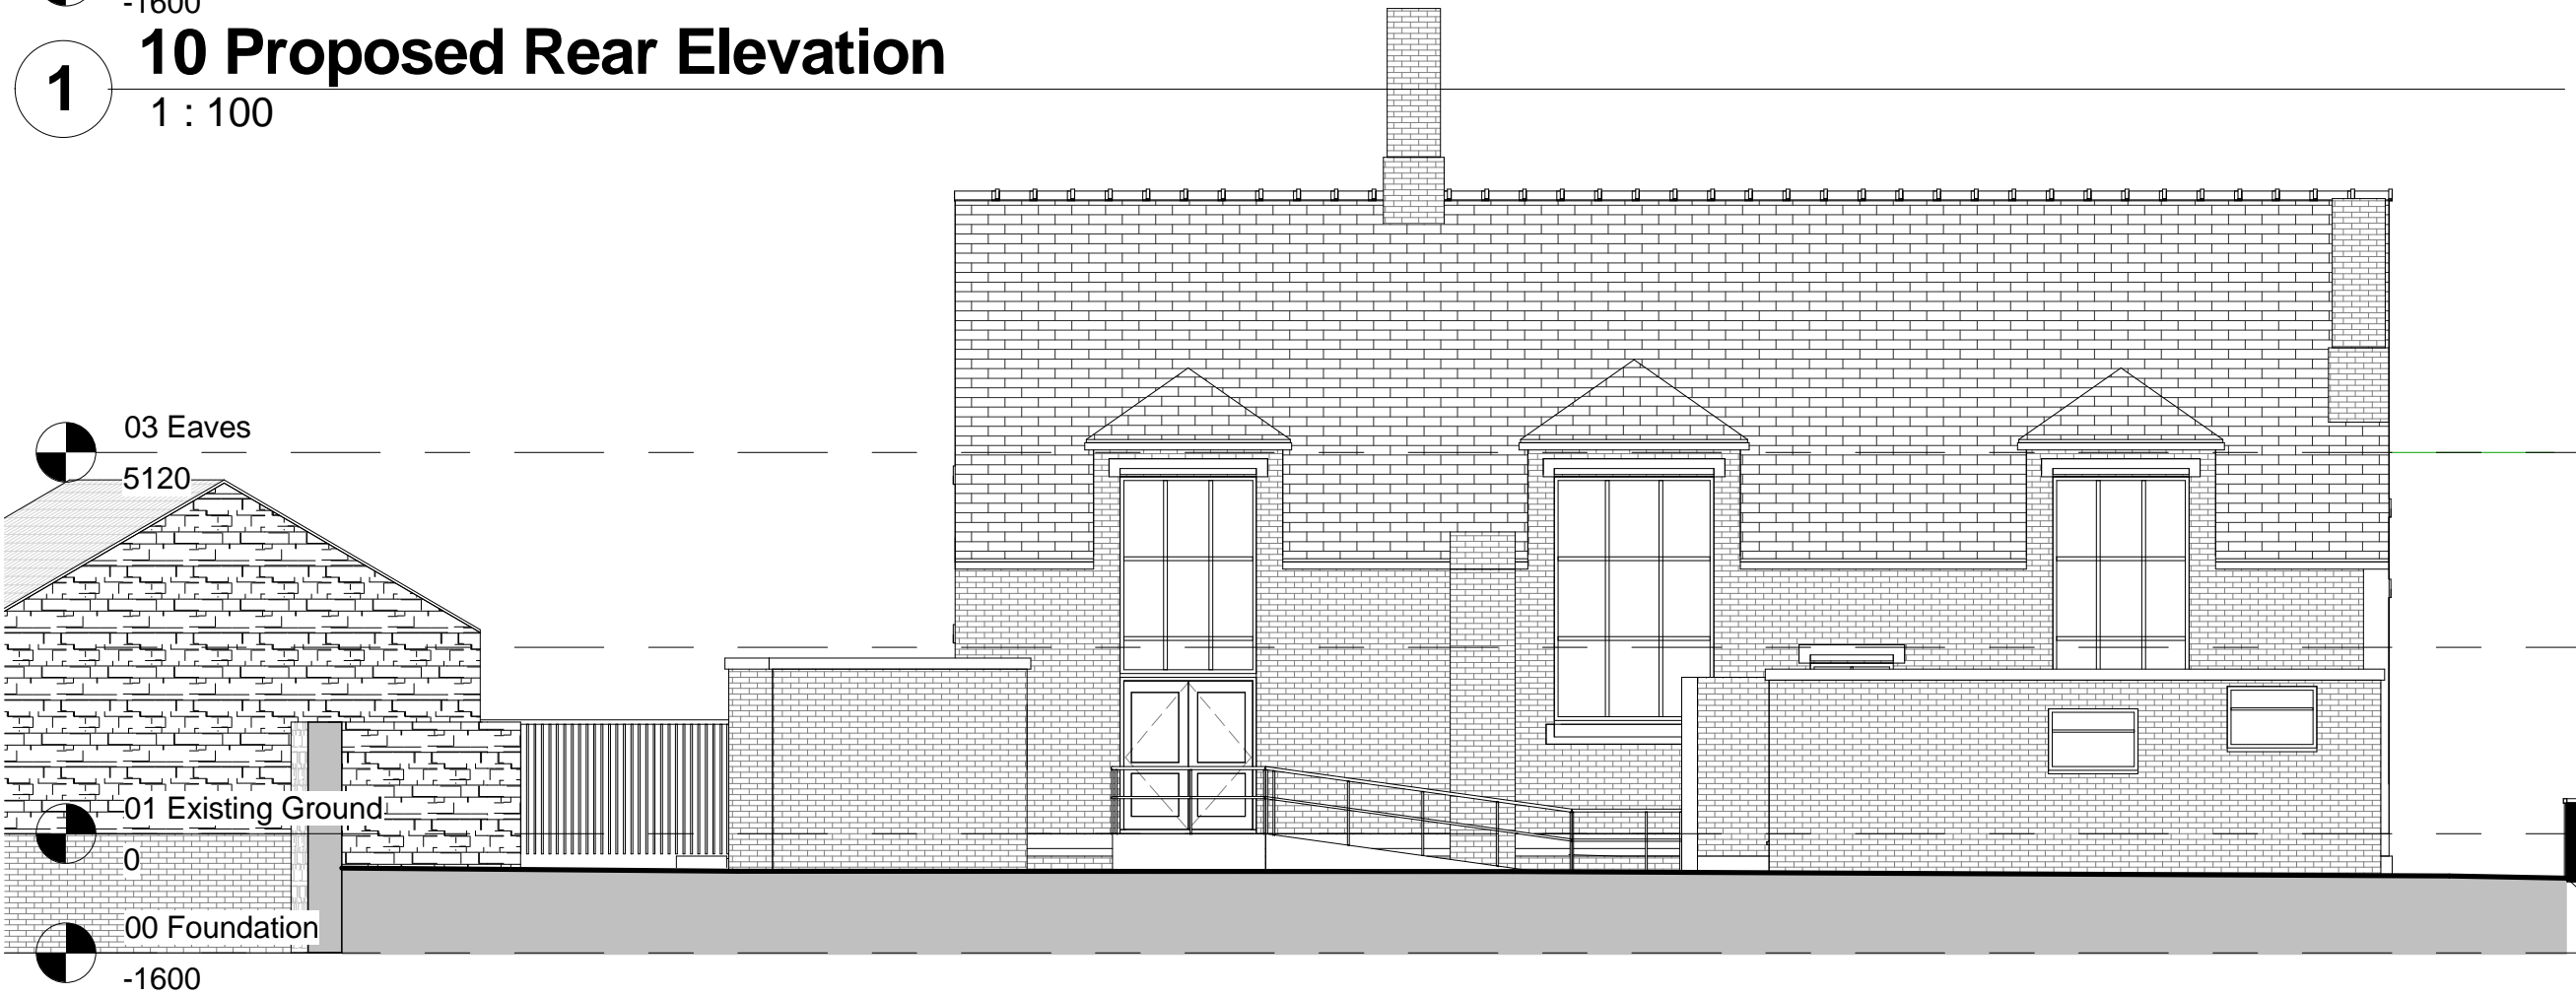 -1600
1
10 Proposed Rear Elevation
1 : 100
03 Eaves
5120
01 Existing Ground
0
00 Foundation
-1600